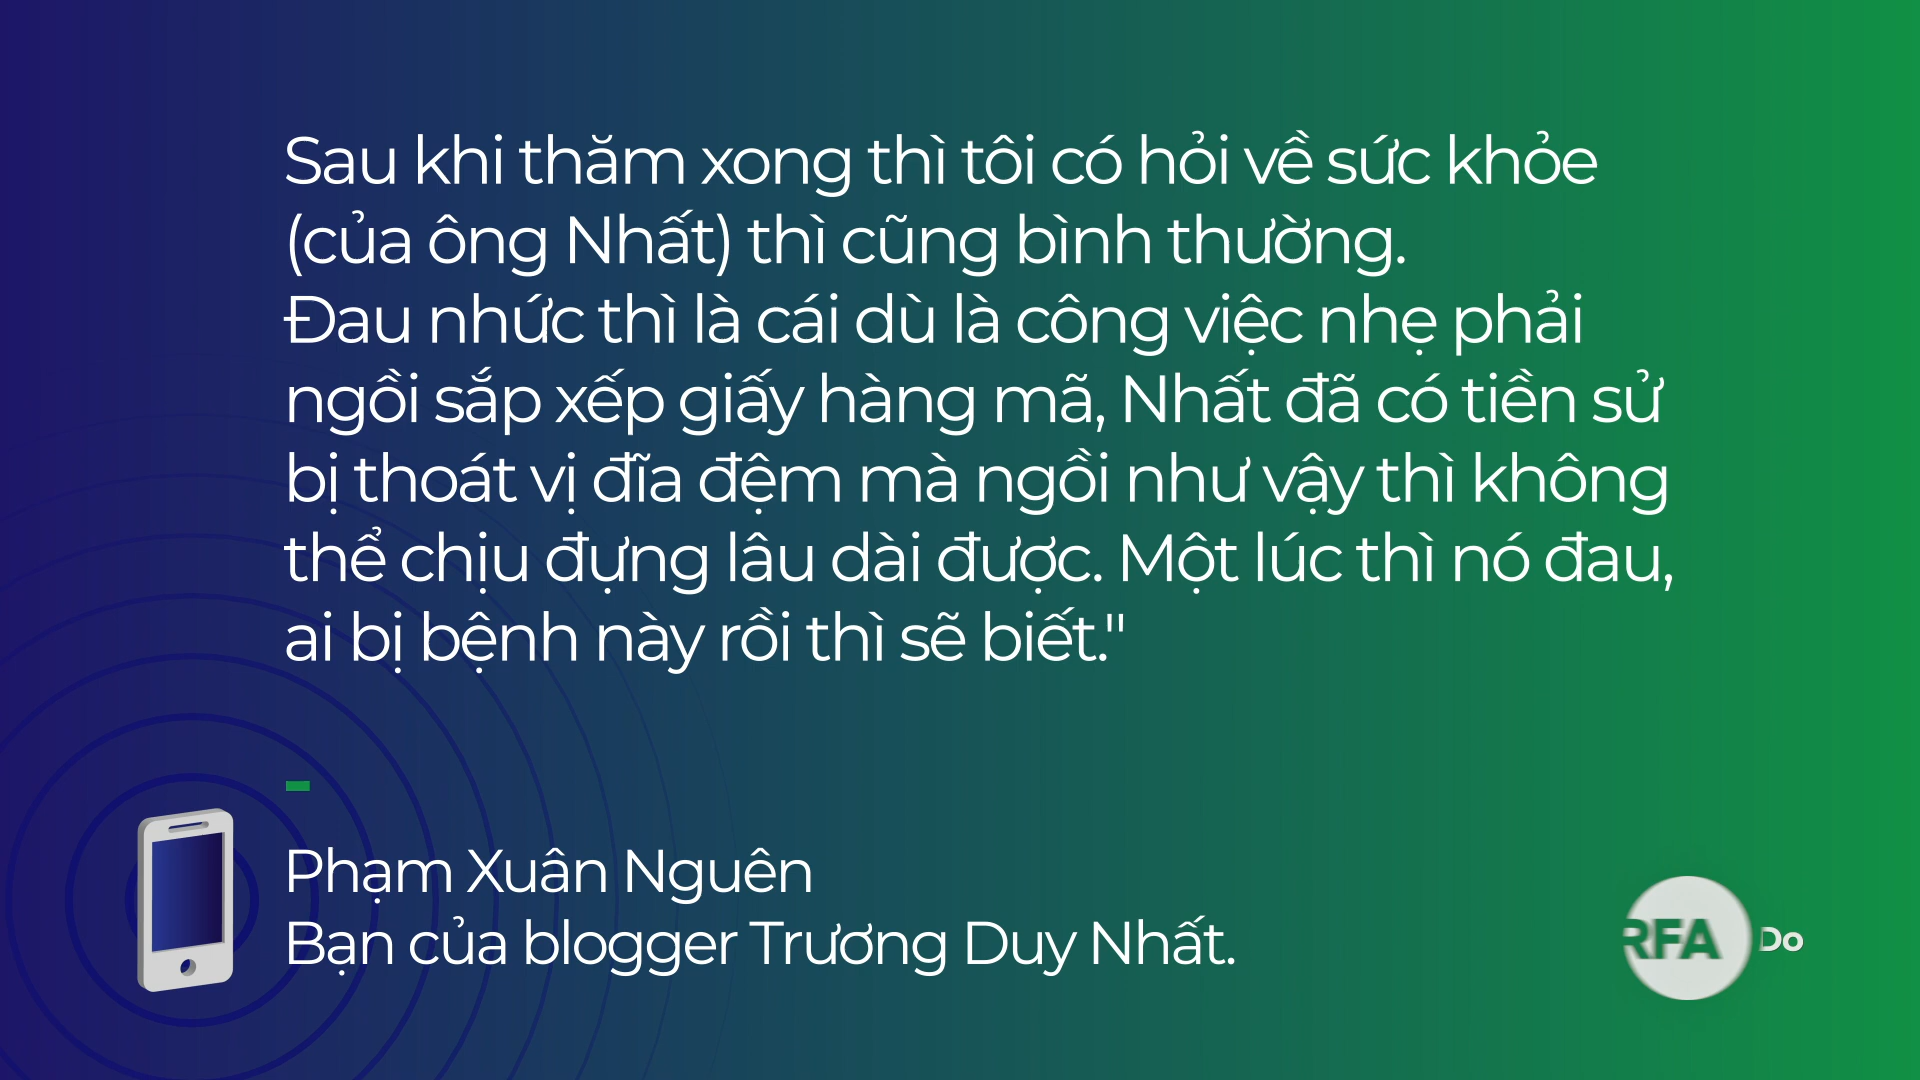 Sau khi thăm xong thì tôi có hỏi về sức khỏe
(của ông Nhất) thì cũng bình thường.
Đau nhức thì là cái dù là công việc nhẹ phải
ngồi sắp xếp giấy hàng mã, Nhất đã có tiền sử
bị thoát vị đĩa đệm mà ngồi như vậy thì không
thể chịu đựng lâu dài được. Một lúc thì nó đau,
ai bị bệnh này rồi thì sẽ biết."
Phạm Xuân Nguên
Bạn của blogger Trương Duy Nhất.
RFA Do